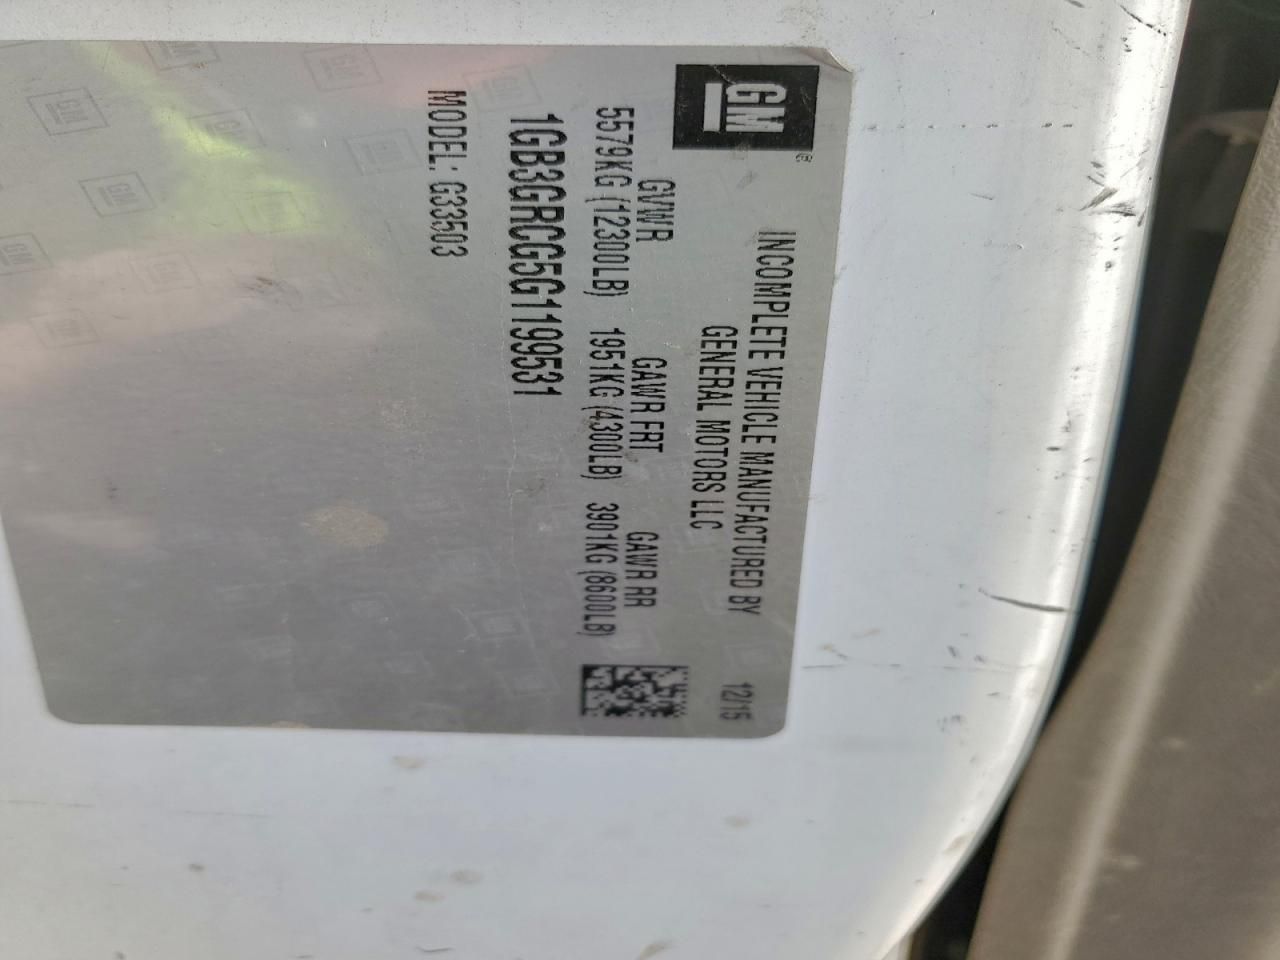 GM
INCOMPLETE VEHICLE MANUFACTURED BY 12/15
GENERAL MOTORS LLC
GVWR GAWR FRT GAWR RR
5579KG (12300LB) 1951KG (4300LB) 3901KG (8600LB)
1GB3GRCG5G1199531
MODEL: G33503